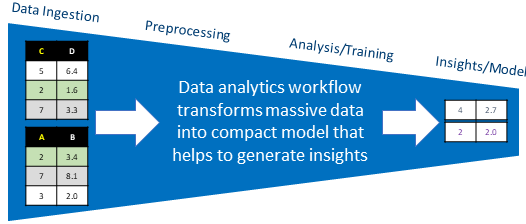 Data Ingestion
Preprocessing
Analysis/Training
Insights/Model
C D
5 6.4
2 1.6
7 3.3
A B
2 3.4
7 8.1
3 2.0
Data analytics workflow
transforms massive data
into compact model that
helps to generate insights
4 2.7
2 2.0